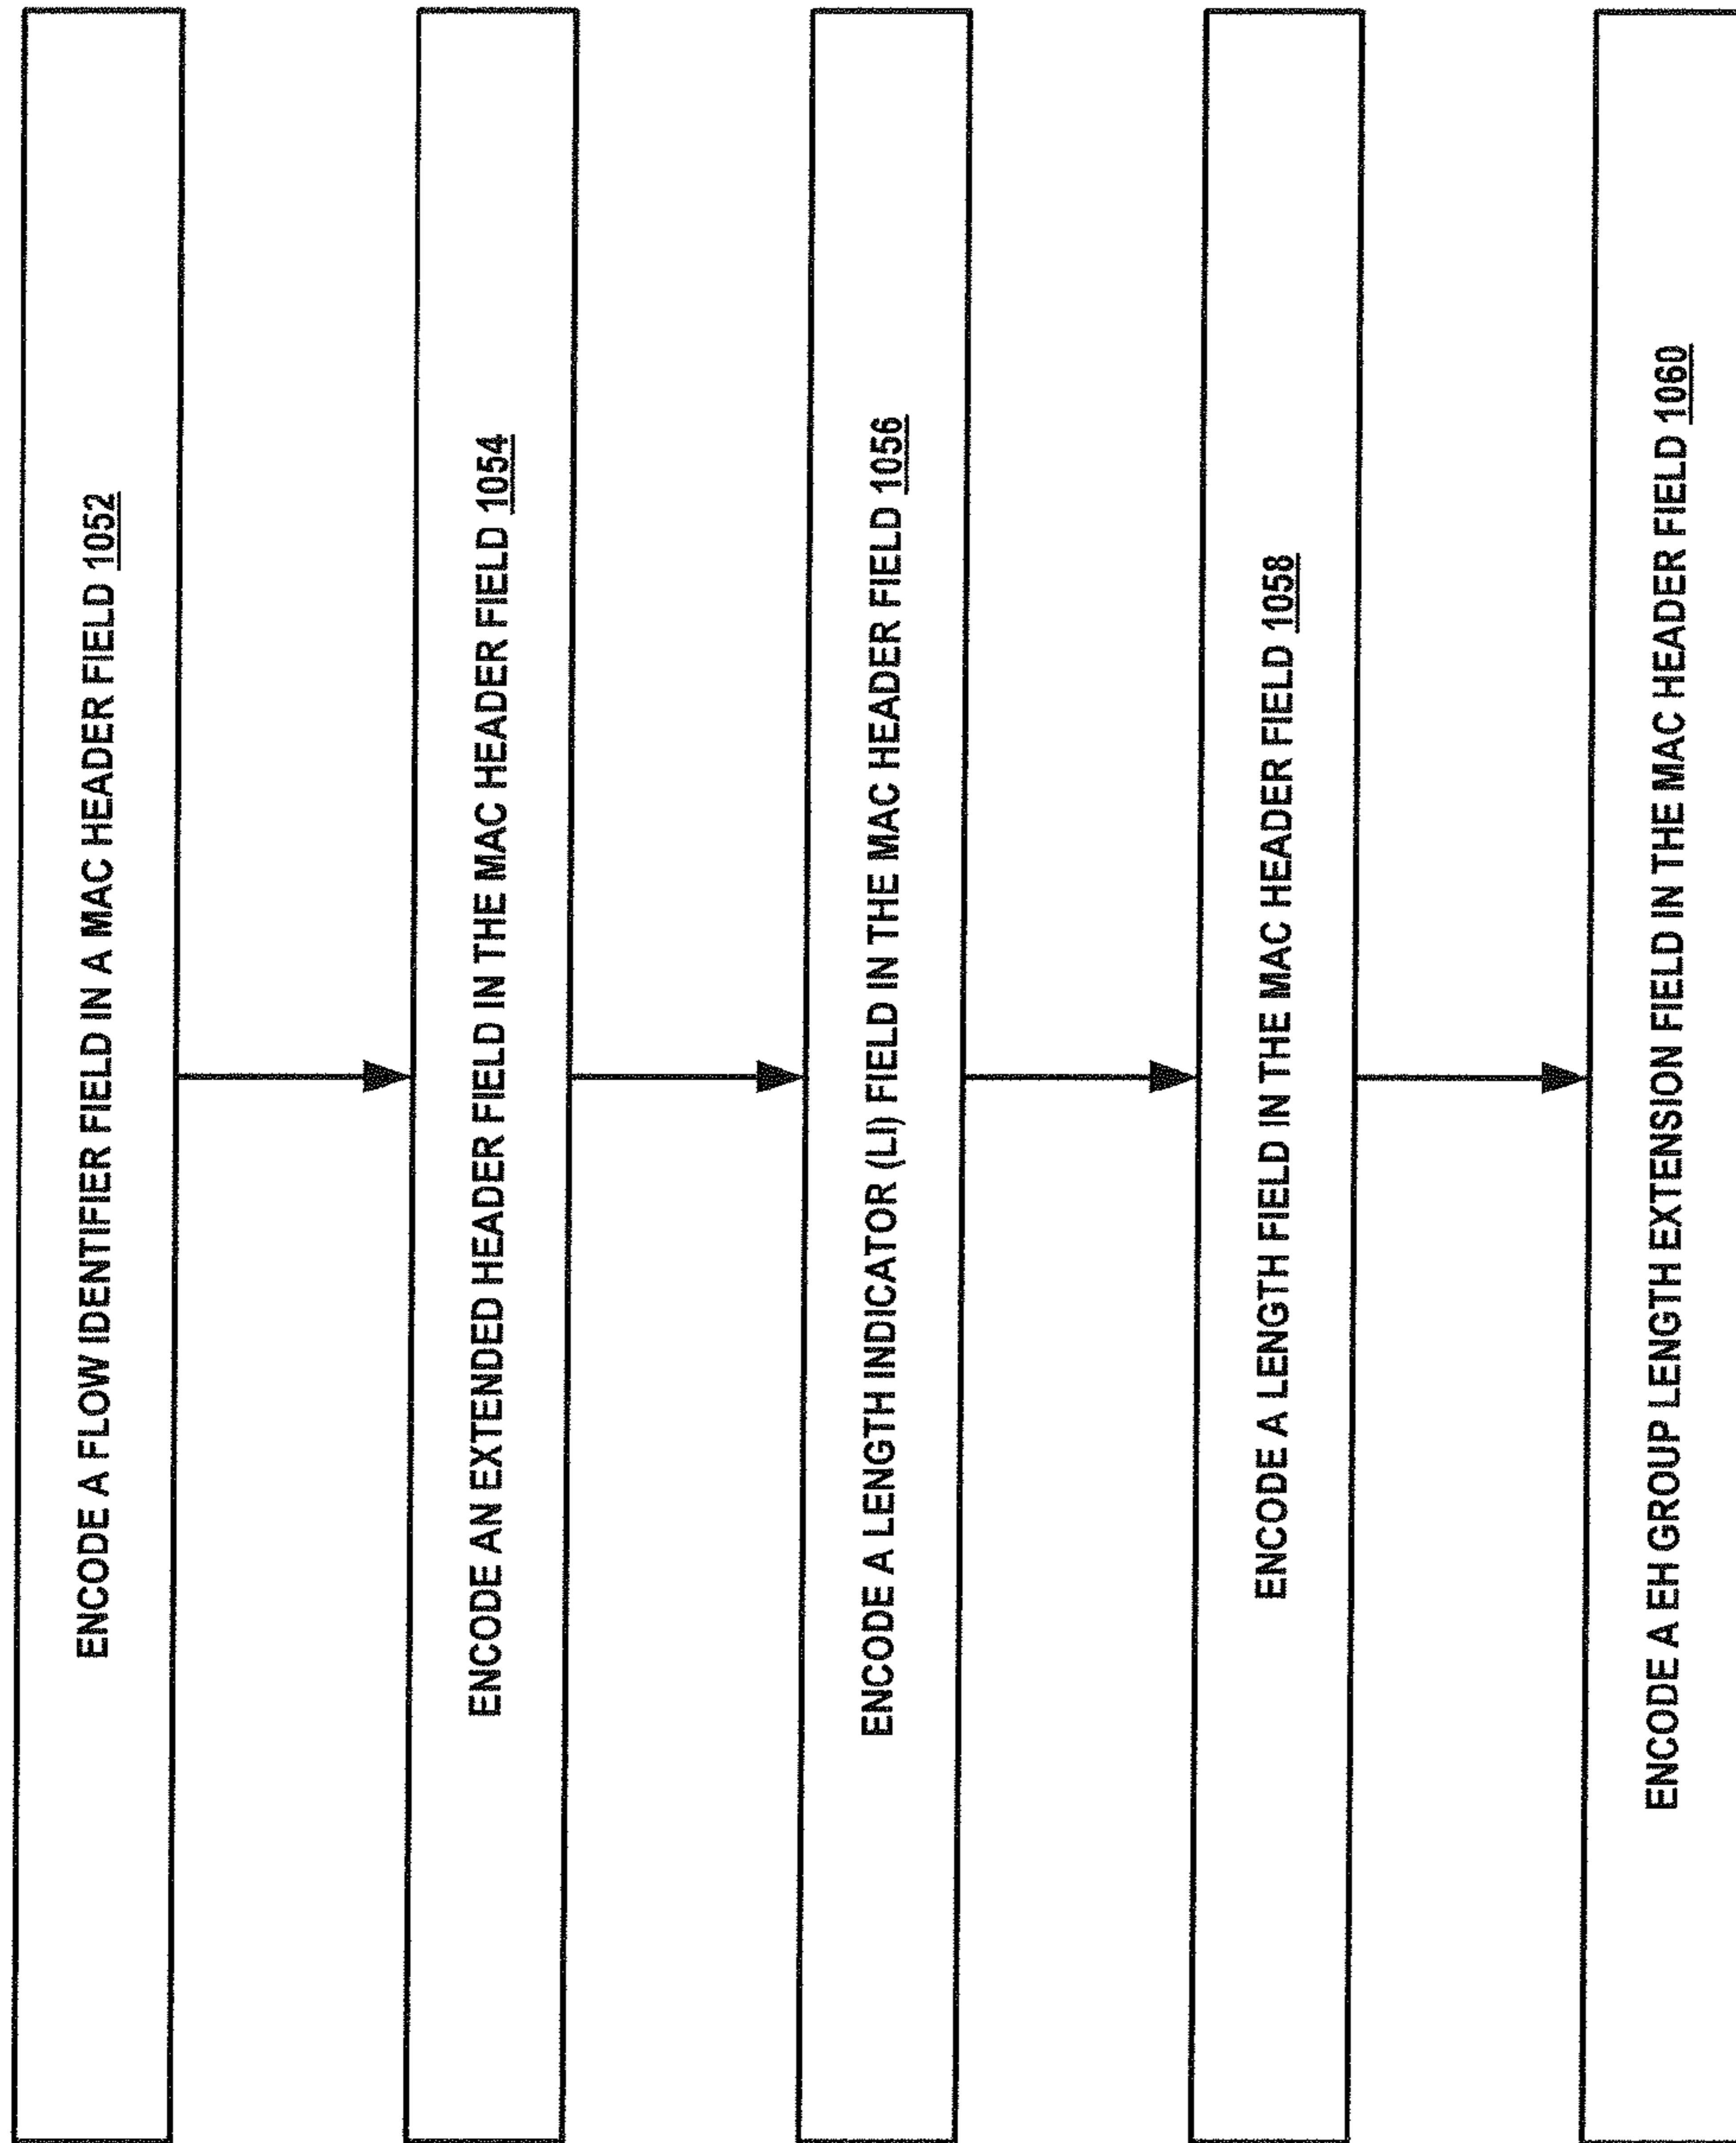 ENCODE A FLOW IDENTIFIER FIELD IN A MAC HEADER FIELD 1052
ENCODE AN EXTENDED HEADER FIELD IN THE MAC HEADER FIELD 1054
ENCODE A LENGTH INDICATOR (LI) FIELD IN THE MAC HEADER FIELD 1056
ENCODE A LENGTH FIELD IN THE MAC HEADER FIELD 1058
ENCODE A EH GROUP LENGTH EXTENSION FIELD IN THE MAC HEADER FIELD 1060